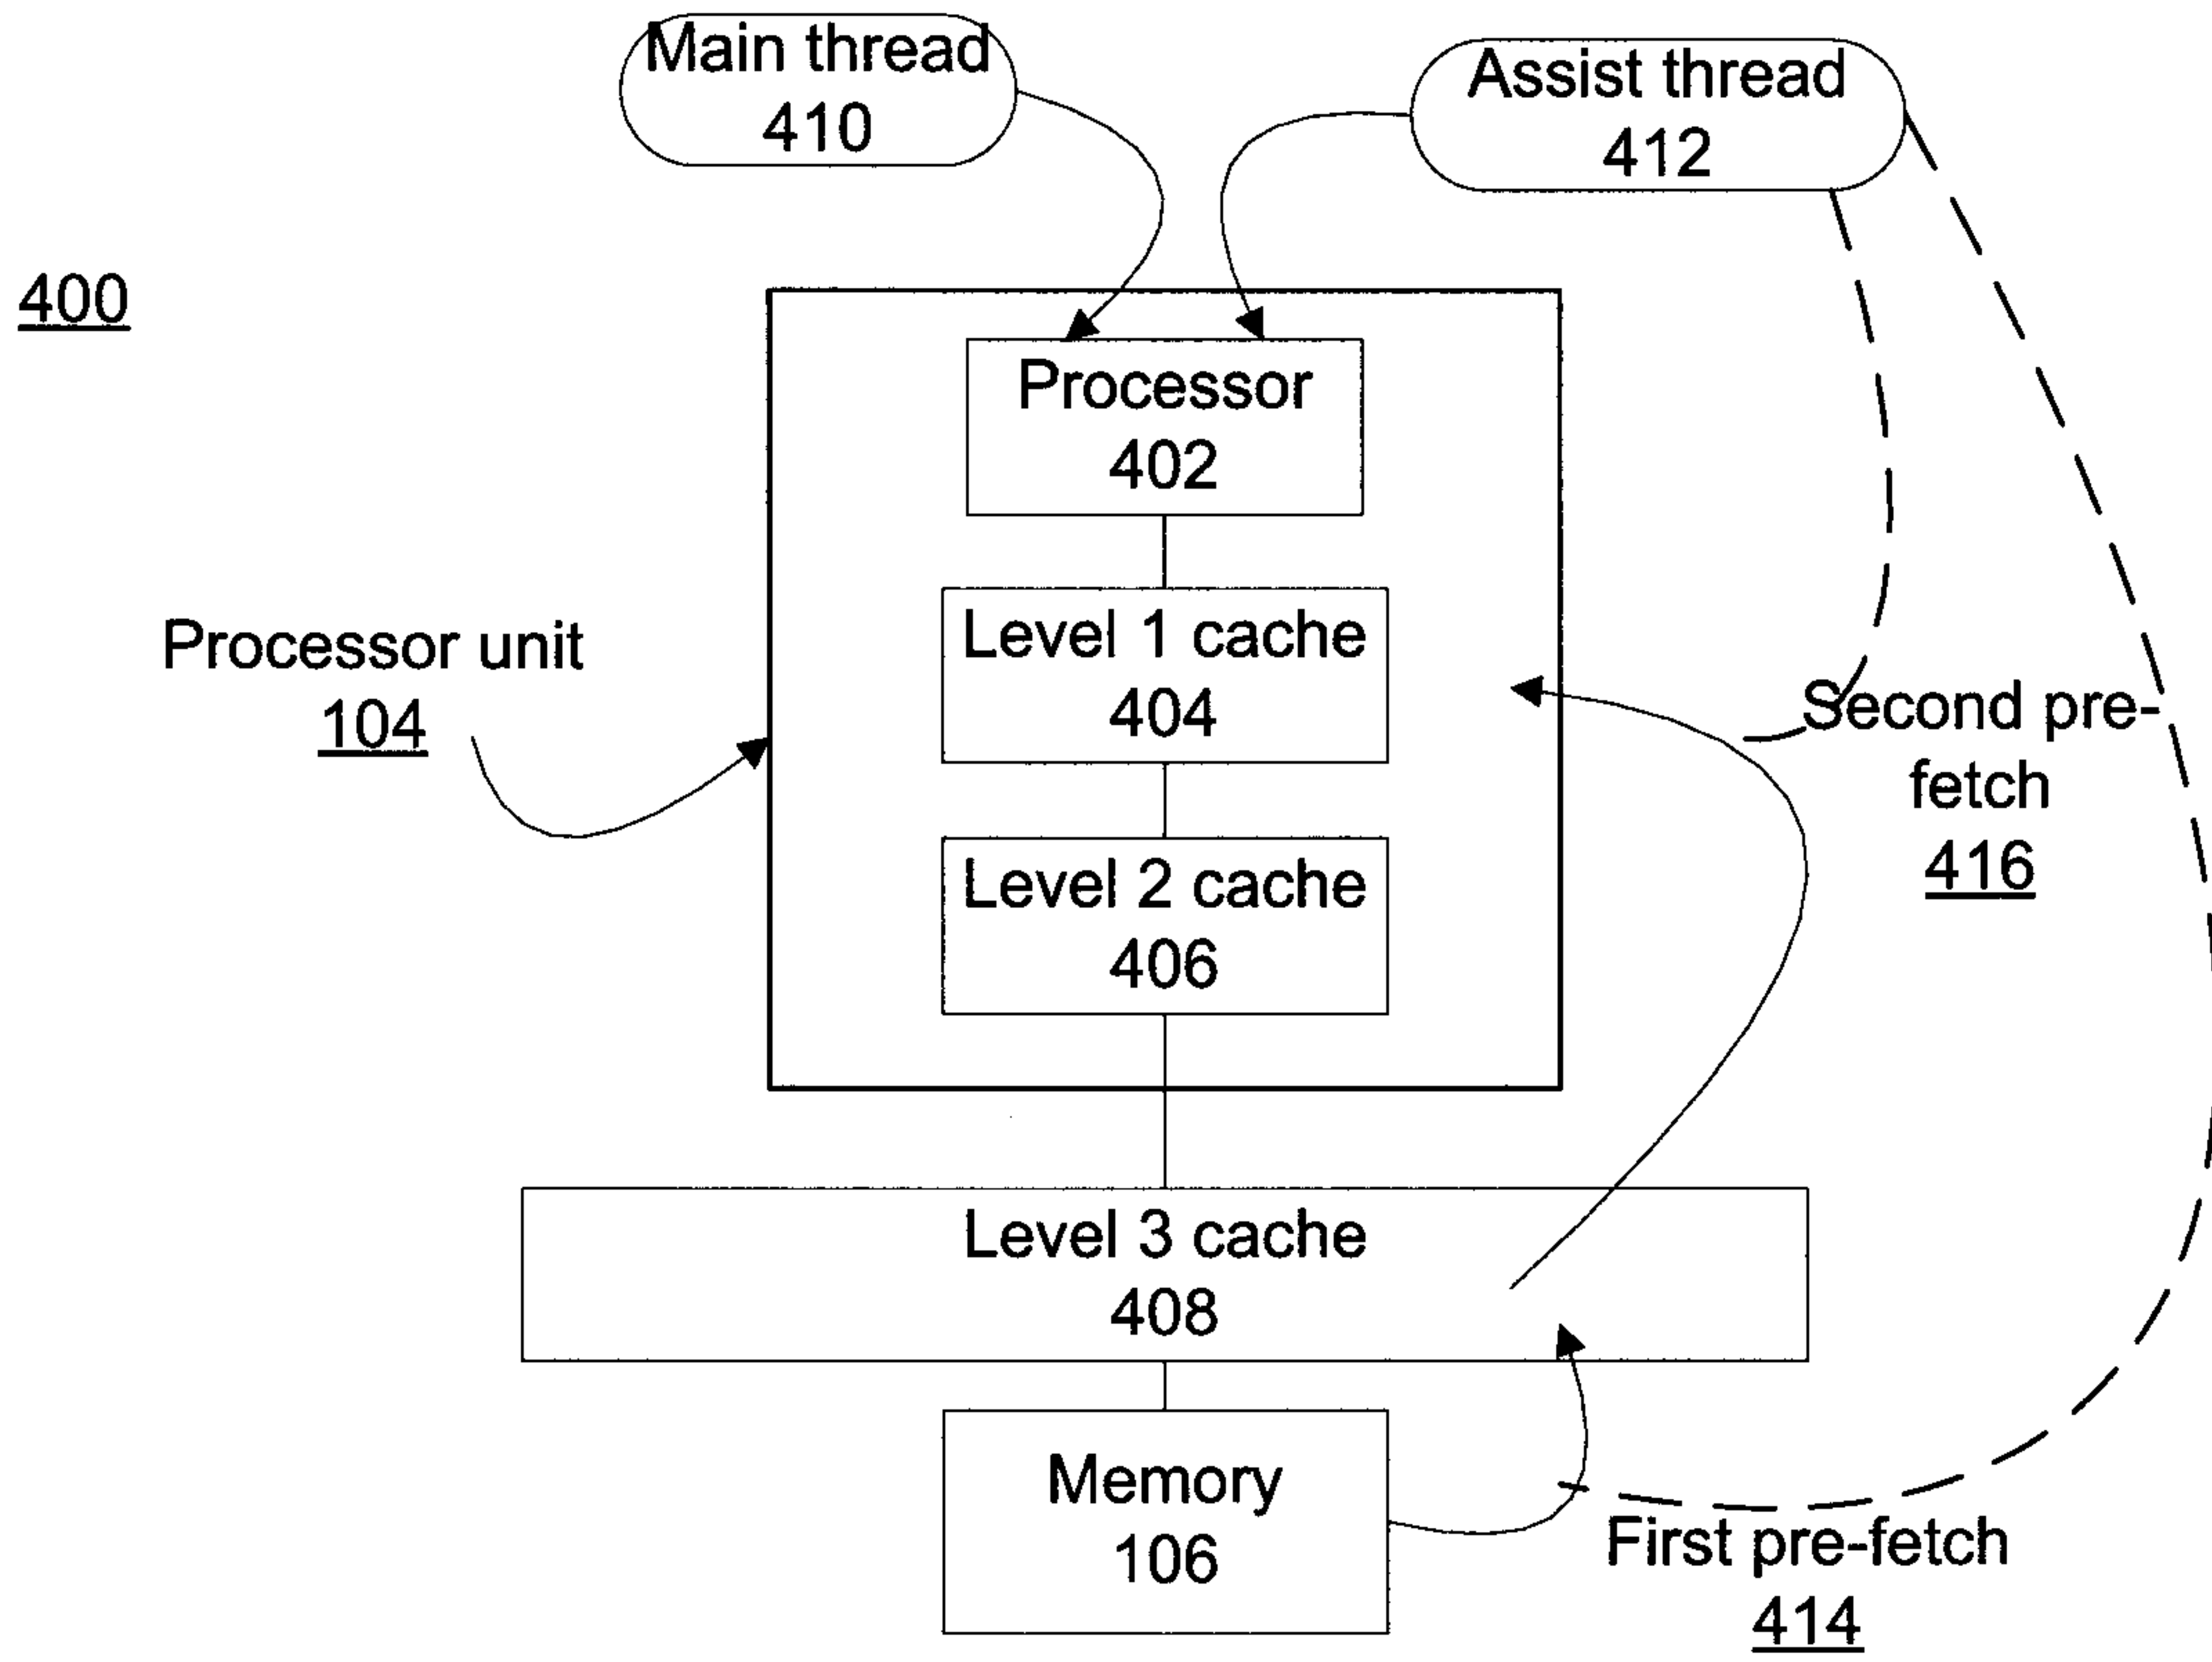 Main thread
410
Assist thread
412
400
Processor
402
Processor unit
104
Level 1 cache
404
Second pre-
fetch
416
Level 2 cache
406
Level 3 cache
408
Memory
106
First pre-fetch
414